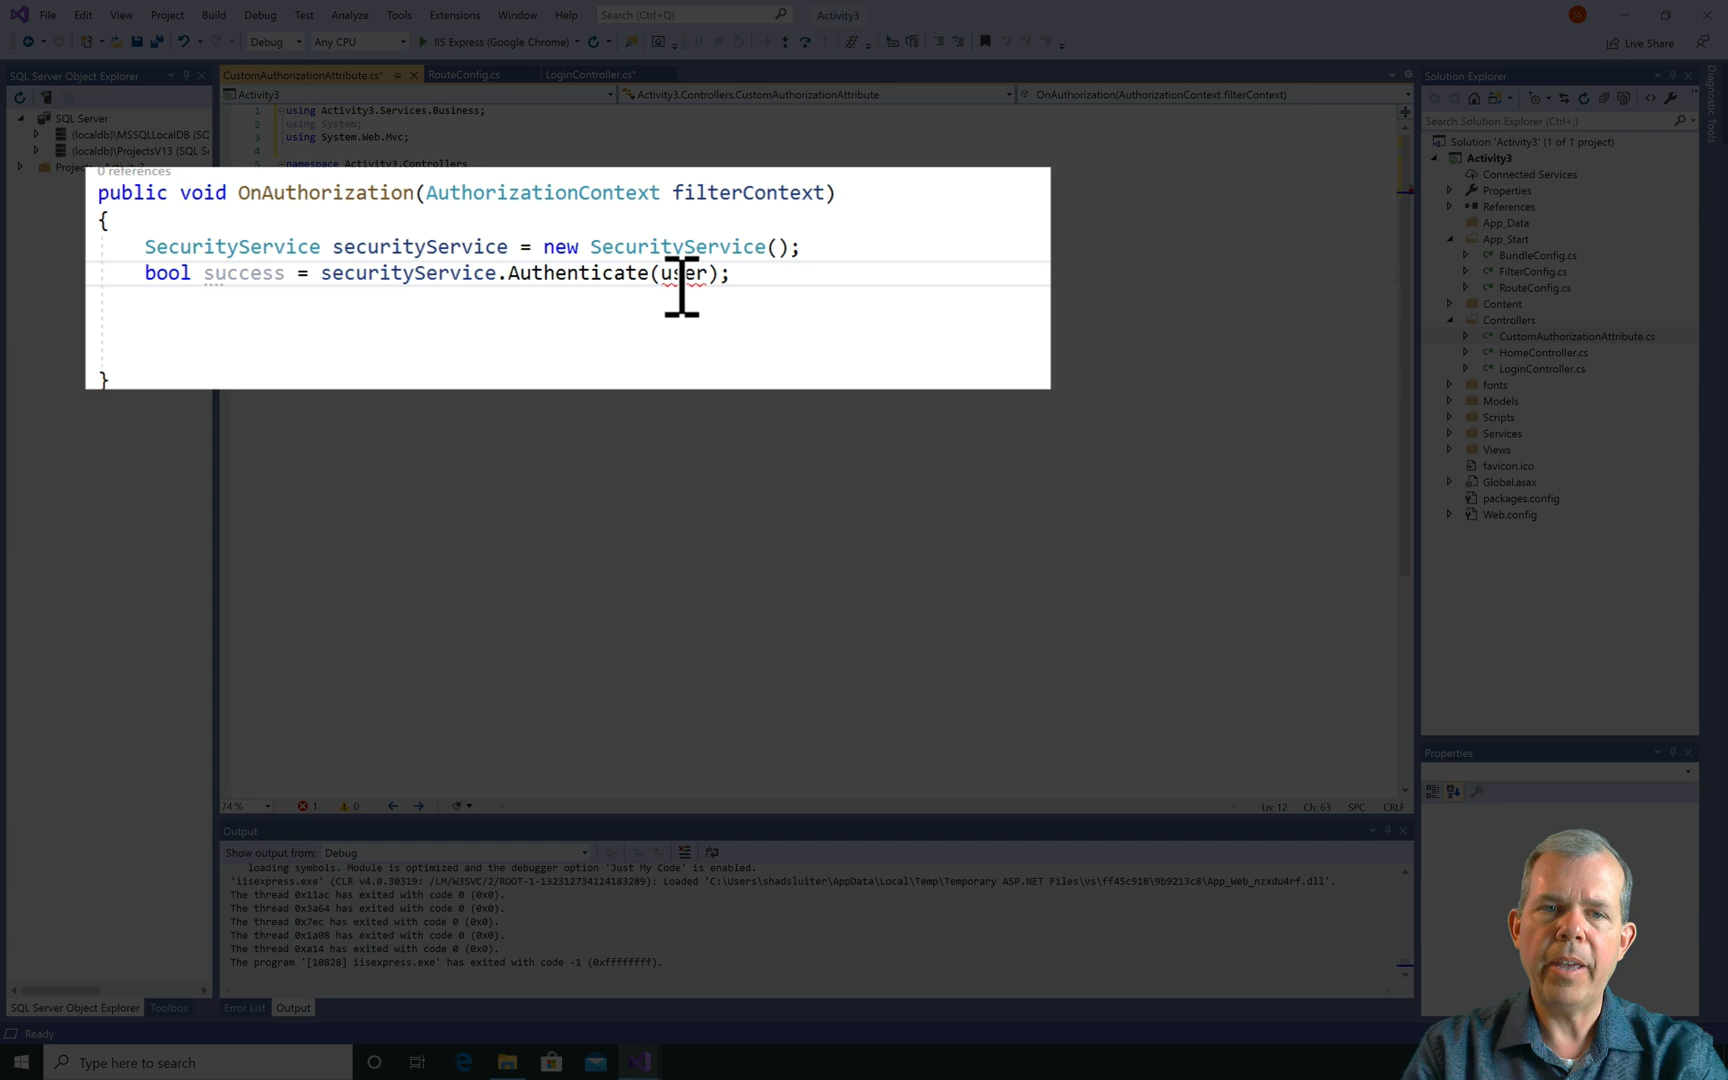 File Edit View Project Build Debug Test Analyze Tools Extensions Window Help Search (Ctrl+Q) Activity3 SS
Debug Any CPU IIS Express (Google Chrome) Live Share
SQL Server Object Explorer
SQL Server
(localdb)\MSSQLLocalDB (SQ
(localdb)\ProjectsV13 (SQL S
CustomAuthorizationAttribute.cs* RouteConfig.cs LoginController.cs*
Activity3 Activity3.Controllers.CustomAuthorizationAttribute OnAuthorization(AuthorizationContext filterContext)
1 using Activity3.Services.Business;
2 using System;
3 using System.Web.Mvc;
4
5 namespace Activity3.Controllers
0 references
public void OnAuthorization(AuthorizationContext filterContext)
{
SecurityService securityService = new SecurityService();
bool success = securityService.Authenticate(user);
}
74 % 1 0 Ln: 12 Ch: 63 SPC CRLF
Output
Show output from: Debug
loading symbols. Module is optimized and the debugger option 'Just My Code' is enabled.
'iisexpress.exe' (CLR v4.0.30319: /LM/W3SVC/2/ROOT-1-132312734124183289): Loaded 'C:\Users\shadsluiter\AppData\Local\Temp\Temporary ASP.NET Files\vs\ff45c918\9b9213c8\App_Web_nzxdu4rf.dll'.
The thread 0x11ac has exited with code 0 (0x0).
The thread 0x3a64 has exited with code 0 (0x0).
The thread 0x7ec has exited with code 0 (0x0).
The thread 0x1a08 has exited with code 0 (0x0).
The thread 0xa14 has exited with code 0 (0x0).
The program '[10828] iisexpress.exe' has exited with code -1 (0xffffffff).
SQL Server Object Explorer Toolbox
Error List Output
Solution Explorer
Search Solution Explorer (Ctrl+;)
Solution 'Activity3' (1 of 1 project)
Activity3
Connected Services
Properties
References
App_Data
App_Start
BundleConfig.cs
FilterConfig.cs
RouteConfig.cs
Content
Controllers
CustomAuthorizationAttribute.cs
HomeController.cs
LoginController.cs
fonts
Models
Scripts
Services
Views
favicon.ico
Global.asax
packages.config
Web.config
Properties
Diagnostic Tools
Ready
Type here to search